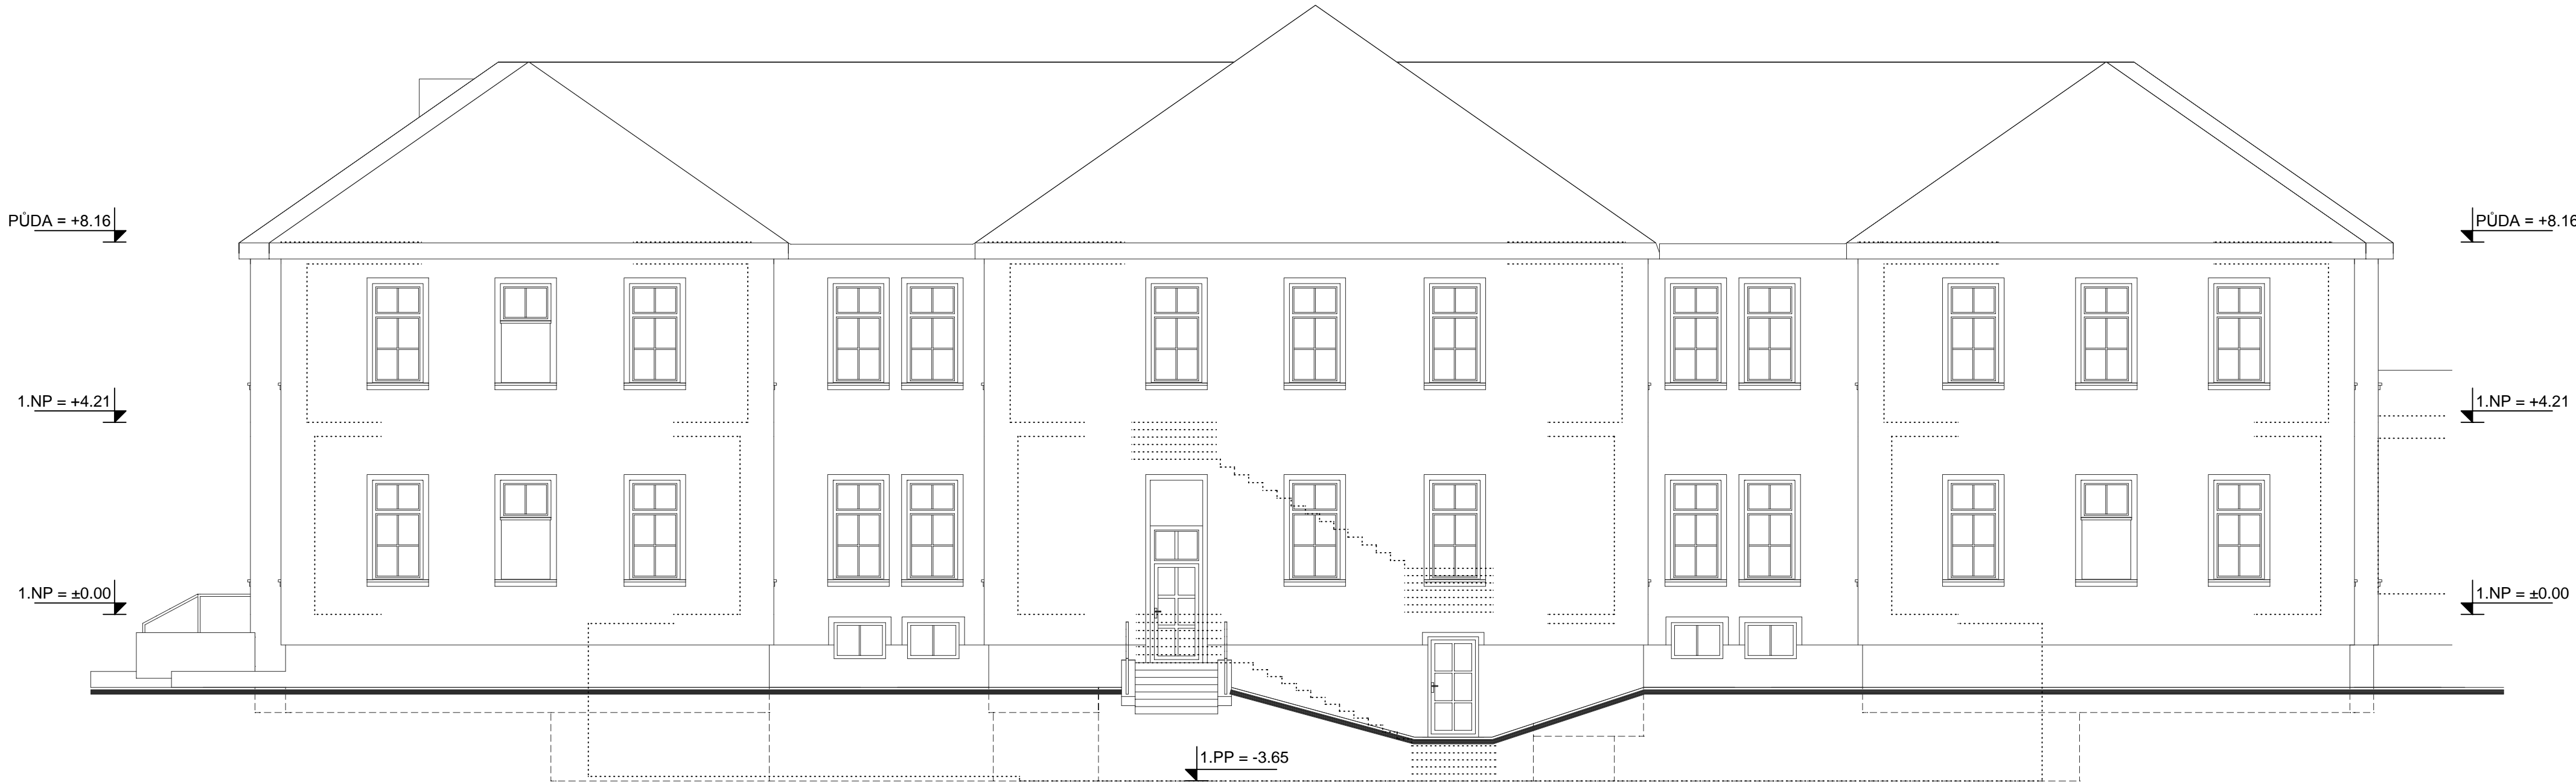 PŮDA = +8.16
PŮDA = +8.16
1.NP = +4.21
1.NP = +4.21
1.NP = ±0.00
1.NP = ±0.00
1.PP = -3.65